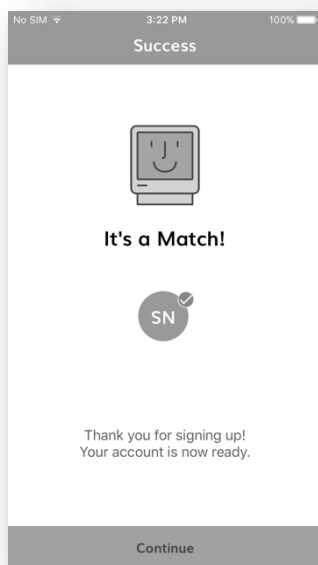 No SIM 3:22 PM 100%
Success
It's a Match!
SN
Thank you for signing up!
Your account is now ready.
Continue